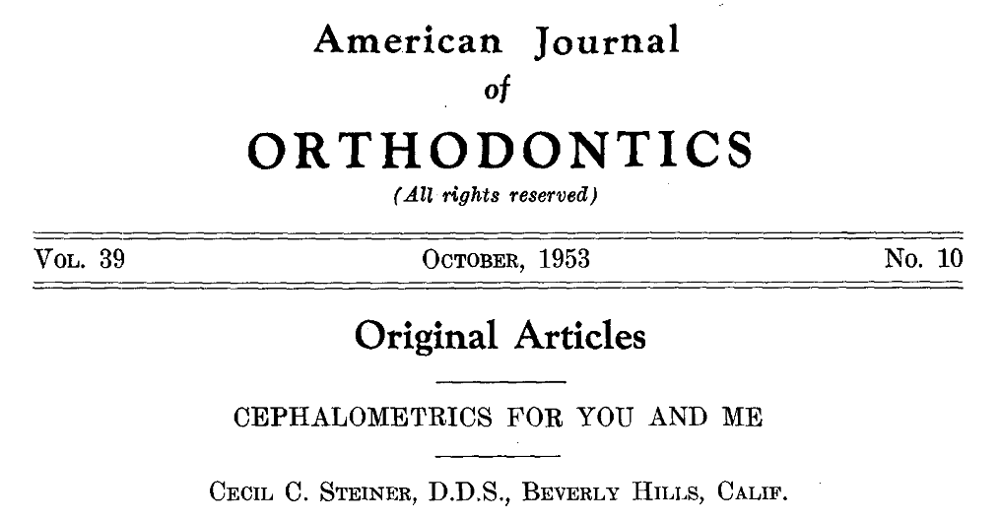 American Journal
of
ORTHODONTICS
(All rights reserved)
VOL. 39 OCTOBER, 1953 No. 10
Original Articles
CEPHALOMETRICS FOR YOU AND ME
CECIL C. STEINER, D.D.S., BEVERLY HILLS, CALIF.